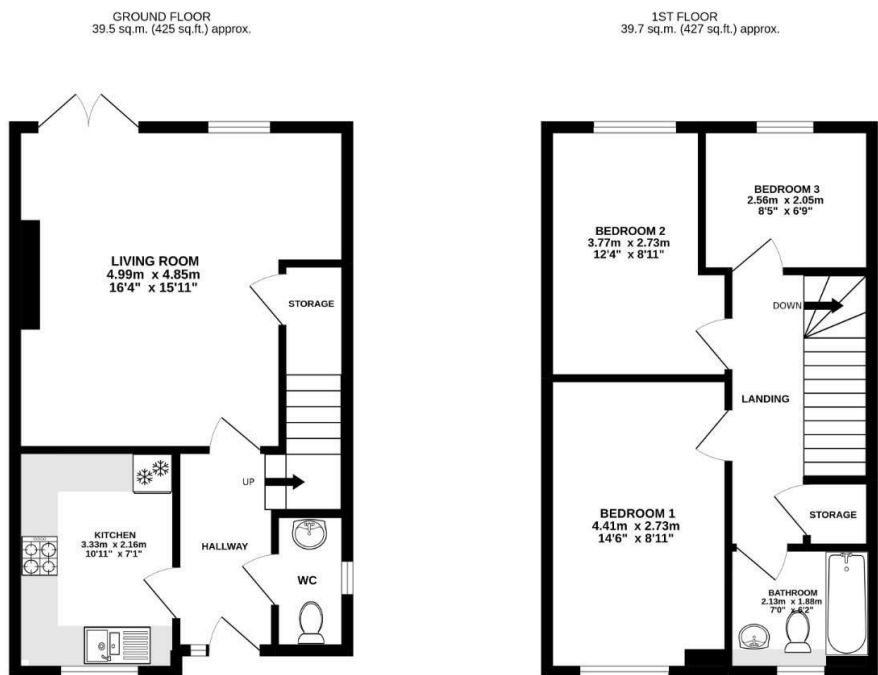 GROUND FLOOR
39.5 sq.m. (425 sq.ft.) approx.
1ST FLOOR
39.7 sq.m. (427 sq.ft.) approx.
LIVING ROOM
4.99m x 4.85m
16'4" x 15'11"
STORAGE
UP
KITCHEN
3.33m x 2.16m
10'11" x 7'1"
HALLWAY
WC
BEDROOM 3
2.56m x 2.05m
8'5" x 6'9"
BEDROOM 2
3.77m x 2.73m
12'4" x 8'11"
DOWN
LANDING
BEDROOM 1
4.41m x 2.73m
14'6" x 8'11"
STORAGE
BATHROOM
2.13m x 1.88m
7'0" x 6'2"